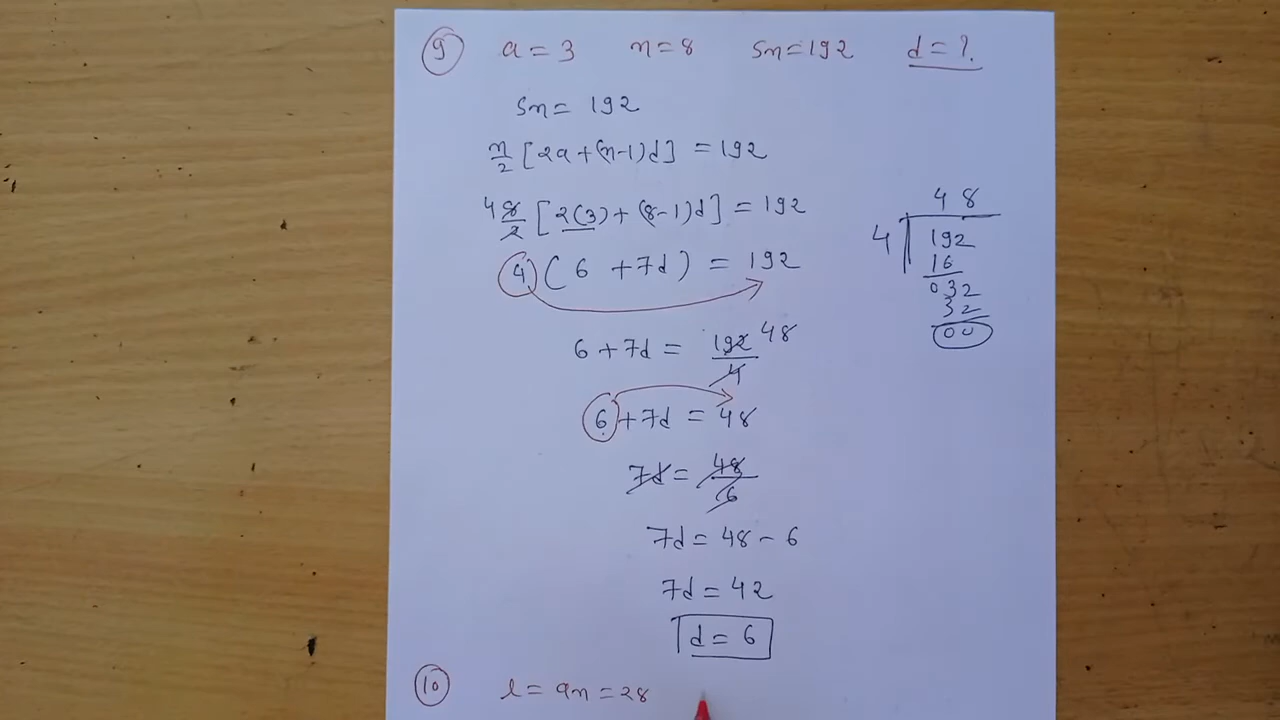 9 a = 3 n = 8 Sn = 192 d = ?
Sn = 192
n/2 [2a + (n-1)d] = 192
4 8/2 [2(3) + (8-1)d] = 192
4 (6 + 7d) = 192
6 + 7d = 192/4 48
6 + 7d = 48
7d = 48/6
7d = 48 - 6
7d = 42
d = 6
10 l = an = 28
48
4 192
16
032
32
00